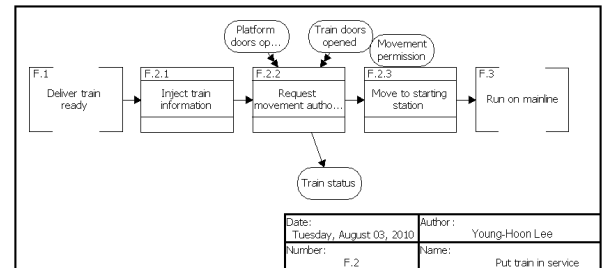 Platform
doors op...
Train doors
opened
Movement
permission
F.1
Deliver train
ready
F.2.1
Inject train
information
F.2.2
Request
movement autho...
F.2.3
Move to starting
station
F.3
Run on mainline
Train status
Date:
Tuesday, August 03, 2010
Author:
Young-Hoon Lee
Number:
F.2
Name:
Put train in service